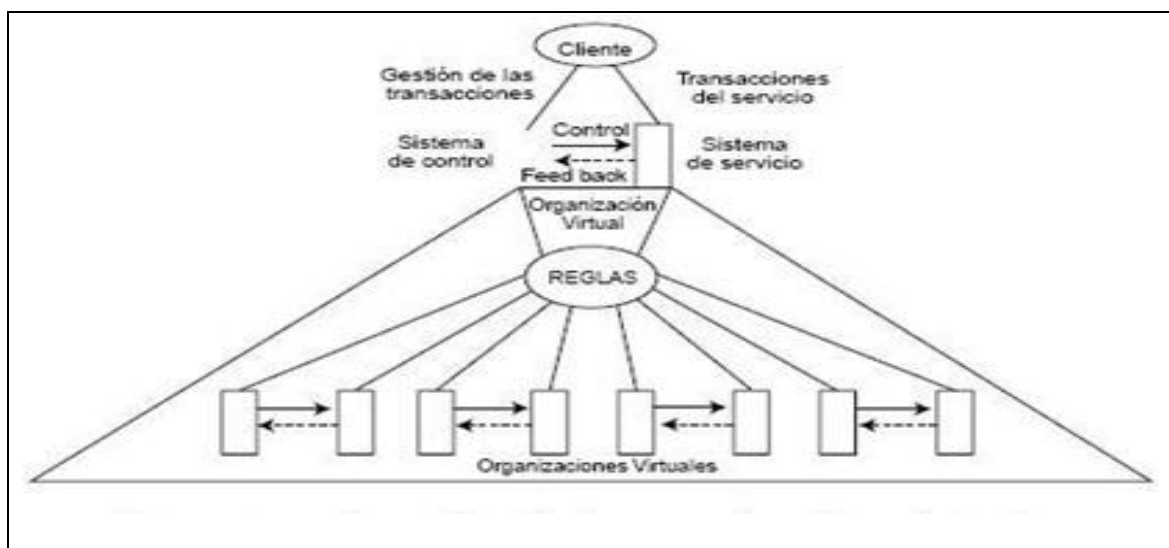 Cliente
Gestión de las
transacciones
Transacciones
del servicio
Sistema
de control
Control
Feed back
Sistema
de servicio
Organización
Virtual
REGLAS
Organizaciones Virtuales